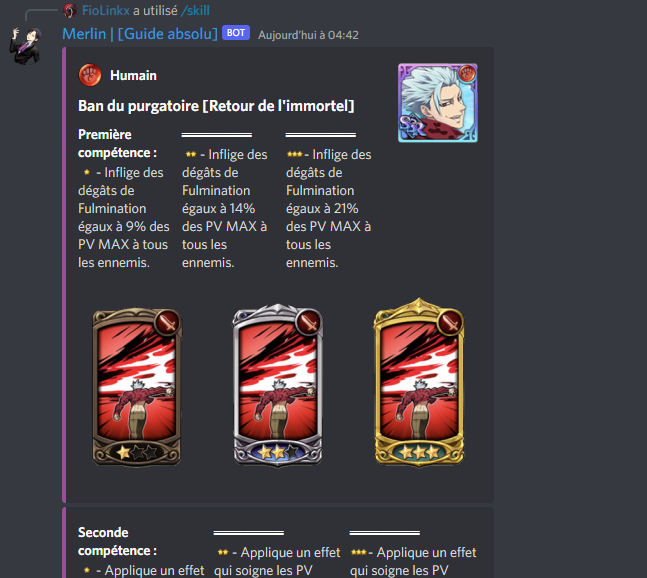 FioLinkx a utilisé /skill
Merlin | [Guide absolu] BOT Aujourd'hui à 04:42
Humain
Ban du purgatoire [Retour de l'immortel]
SSR
Première
compétence :
- Inflige des
dégâts de
Fulmination
égaux à 9% des
PV MAX à tous
les ennemis.
- Inflige des
dégâts de
Fulmination
égaux à 14%
des PV MAX à
tous les
ennemis.
- Inflige des
dégâts de
Fulmination
égaux à 21%
des PV MAX à
tous les
ennemis.
Seconde
compétence :
- Applique un effet
- Applique un effet
qui soigne les PV
- Applique un effet
qui soigne les PV